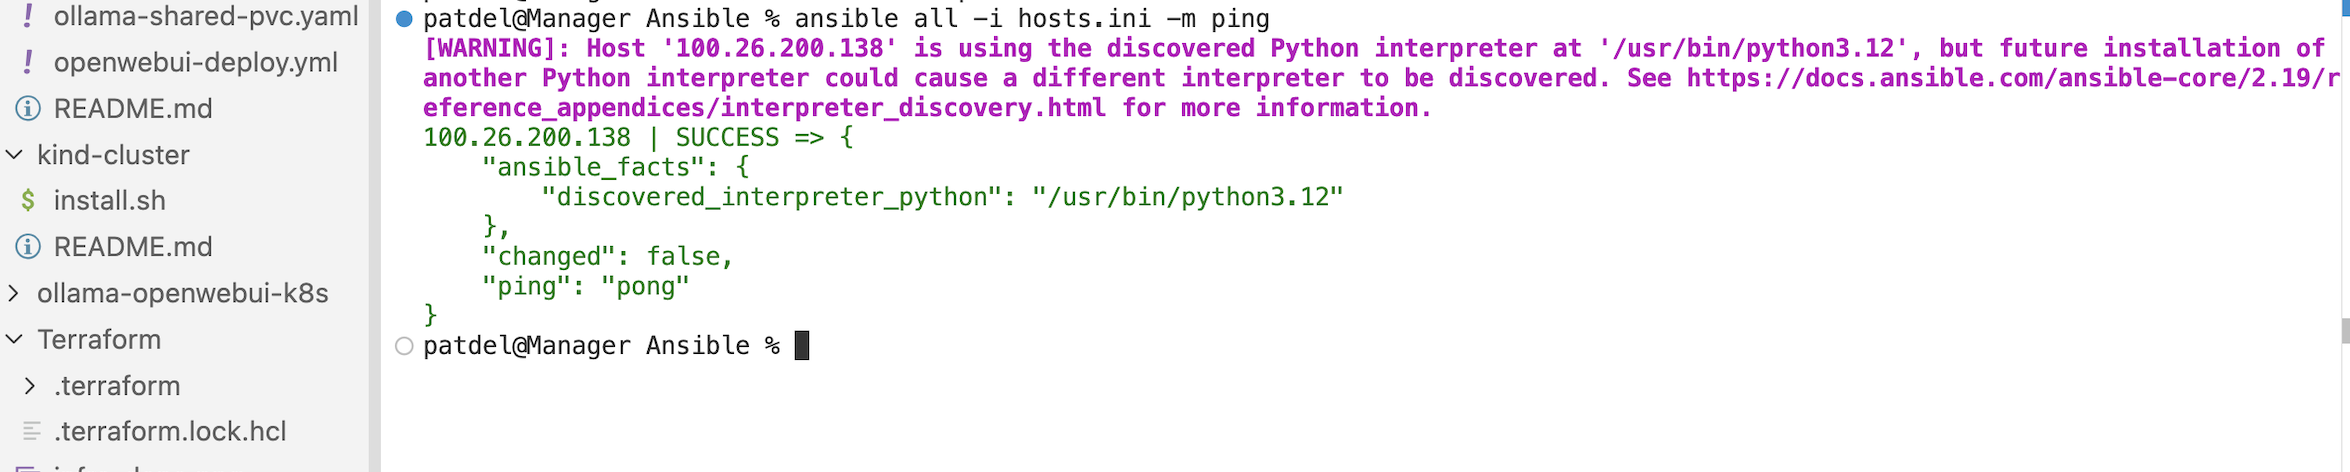 ollama-shared-pvc.yaml
openwebui-deploy.yml
README.md
kind-cluster
install.sh
README.md
ollama-openwebui-k8s
Terraform
.terraform
.terraform.lock.hcl
patdel@Manager Ansible % ansible all -i hosts.ini -m ping
[WARNING]: Host '100.26.200.138' is using the discovered Python interpreter at '/usr/bin/python3.12', but future installation of
another Python interpreter could cause a different interpreter to be discovered. See https://docs.ansible.com/ansible-core/2.19/r
eference_appendices/interpreter_discovery.html for more information.
100.26.200.138 | SUCCESS => {
    "ansible_facts": {
        "discovered_interpreter_python": "/usr/bin/python3.12"
    },
    "changed": false,
    "ping": "pong"
}
patdel@Manager Ansible %